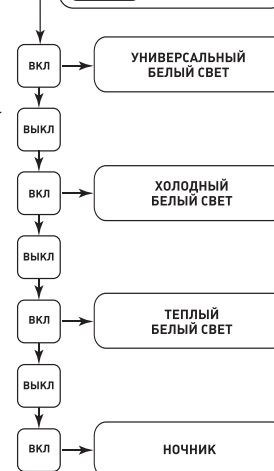 ВКЛ
УНИВЕРСАЛЬНЫЙ
БЕЛЫЙ СВЕТ
ВЫКЛ
ВКЛ
ХОЛОДНЫЙ
БЕЛЫЙ СВЕТ
ВЫКЛ
ВКЛ
ТЕПЛЫЙ
БЕЛЫЙ СВЕТ
ВЫКЛ
ВКЛ
НОЧНИК